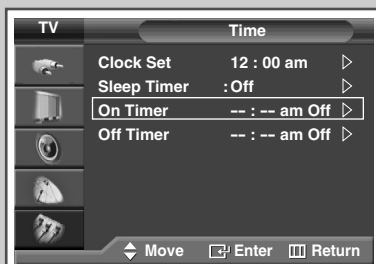 TV Time
Clock Set 12 : 00 am
Sleep Timer : Off
On Timer -- : -- am Off
Off Timer -- : -- am Off
Move Enter Return